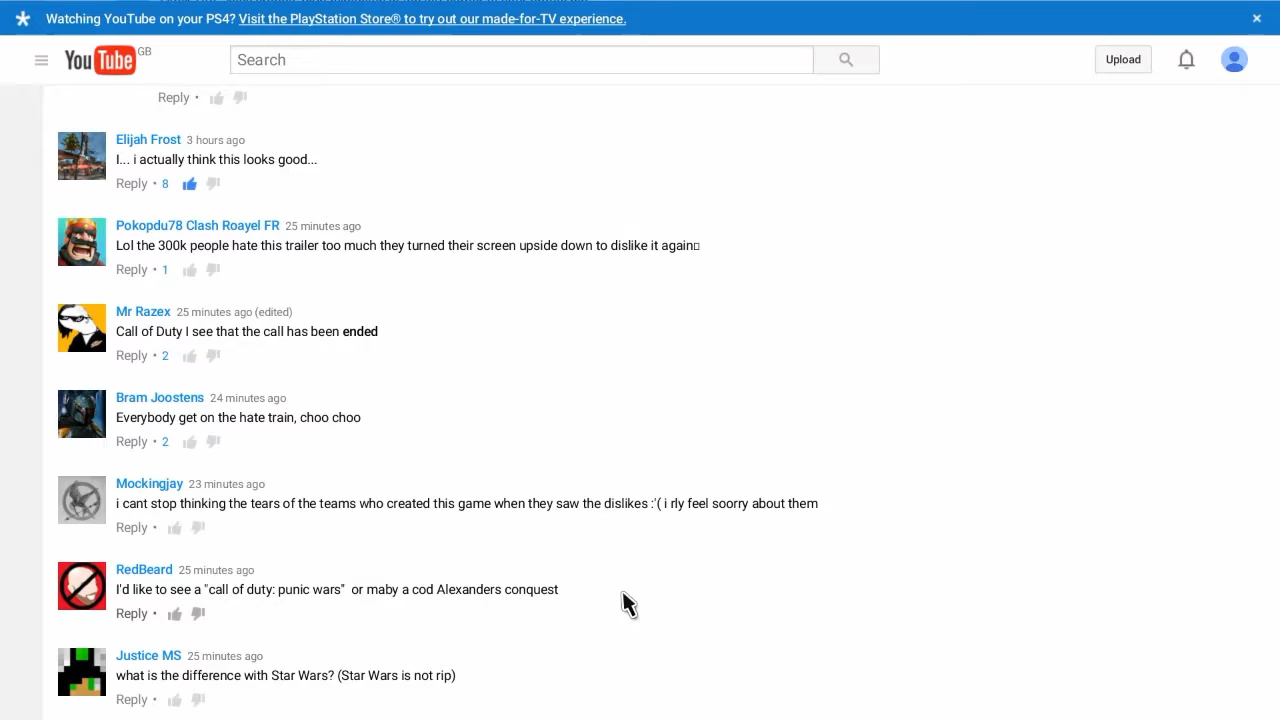 Watching YouTube on your PS4? Visit the PlayStation Store® to try out our made-for-TV experience. ×
YouTube GB Search Upload
Reply •
Elijah Frost 3 hours ago
I... i actually think this looks good...
Reply • 8
Pokopdu78 Clash Roayel FR 25 minutes ago
Lol the 300k people hate this trailer too much they turned their screen upside down to dislike it again▯
Reply • 1
Mr Razex 25 minutes ago (edited)
Call of Duty I see that the call has been ended
Reply • 2
Bram Joostens 24 minutes ago
Everybody get on the hate train, choo choo
Reply • 2
Mockingjay 23 minutes ago
i cant stop thinking the tears of the teams who created this game when they saw the dislikes :'( i rly feel soorry about them
Reply •
RedBeard 25 minutes ago
I'd like to see a "call of duty: punic wars"  or maby a cod Alexanders conquest
Reply •
Justice MS 25 minutes ago
what is the difference with Star Wars? (Star Wars is not rip)
Reply •